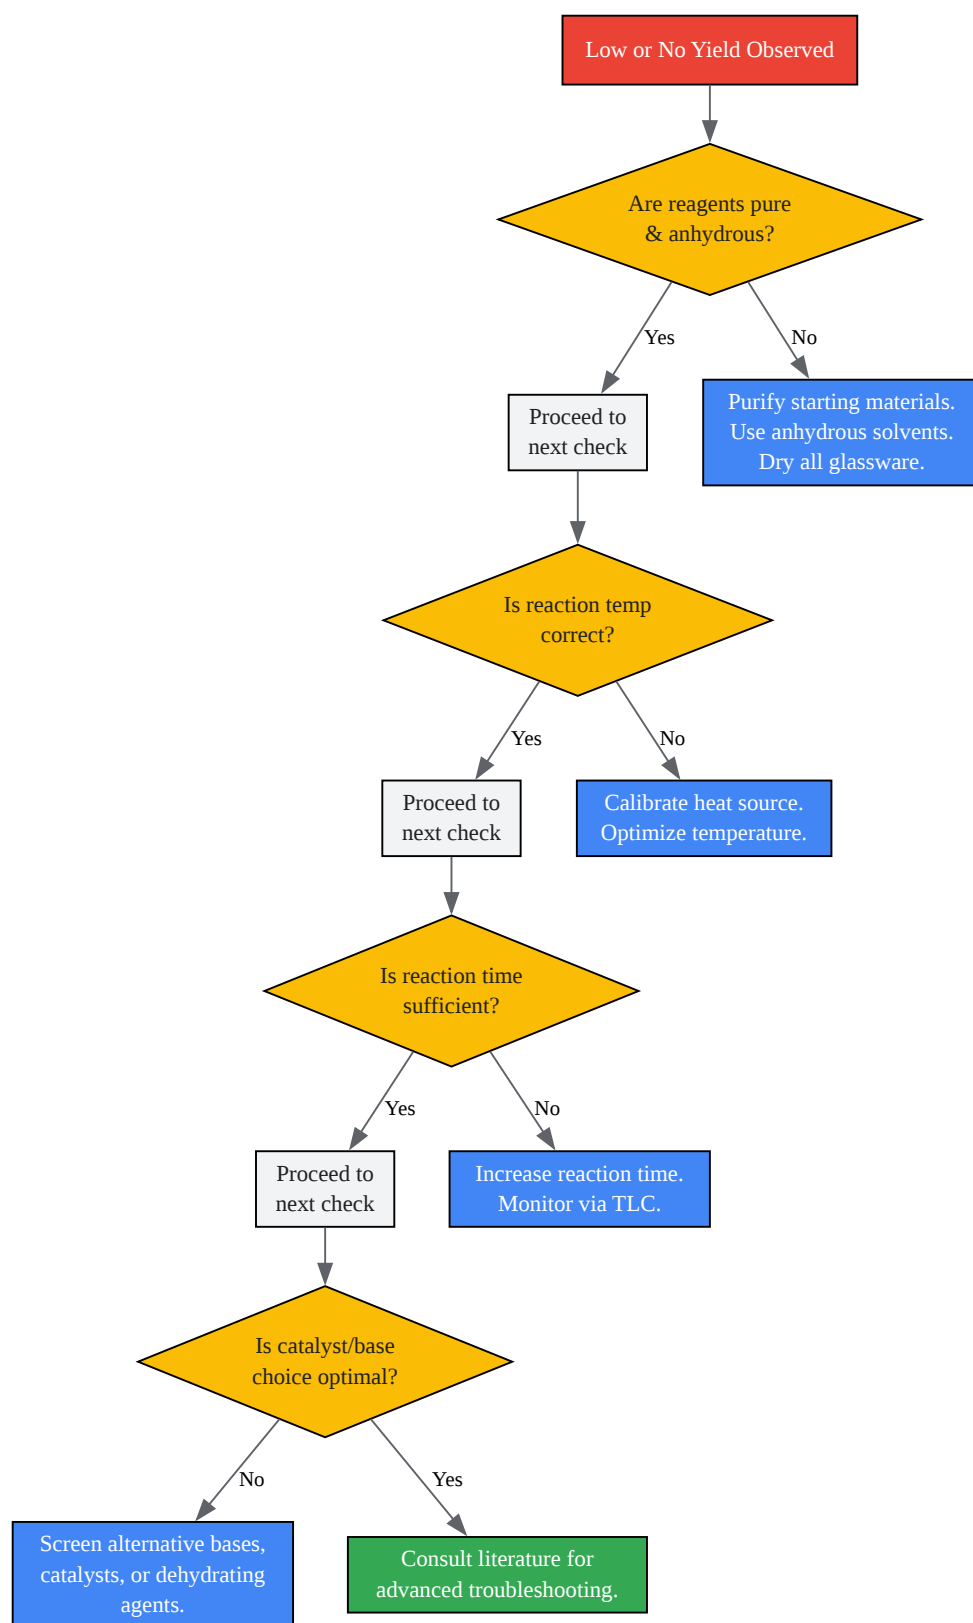 Low or No Yield Observed
Are reagents pure
& anhydrous?
Yes
No
Proceed to
next check
Purify starting materials.
Use anhydrous solvents.
Dry all glassware.
Is reaction temp
correct?
Yes
No
Proceed to
next check
Calibrate heat source.
Optimize temperature.
Is reaction time
sufficient?
Yes
No
Proceed to
next check
Increase reaction time.
Monitor via TLC.
Is catalyst/base
choice optimal?
No
Yes
Screen alternative bases,
catalysts, or dehydrating
agents.
Consult literature for
advanced troubleshooting.